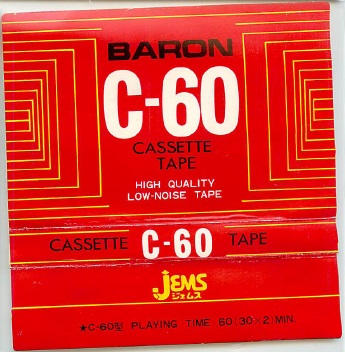 BARON
C-60
CASSETTE
TAPE
HIGH QUALITY
LOW-NOISE TAPE
CASSETTE C-60 TAPE
JEMS
ジェムス
★C-60型 PLAYING TIME 60(30×2)MIN.